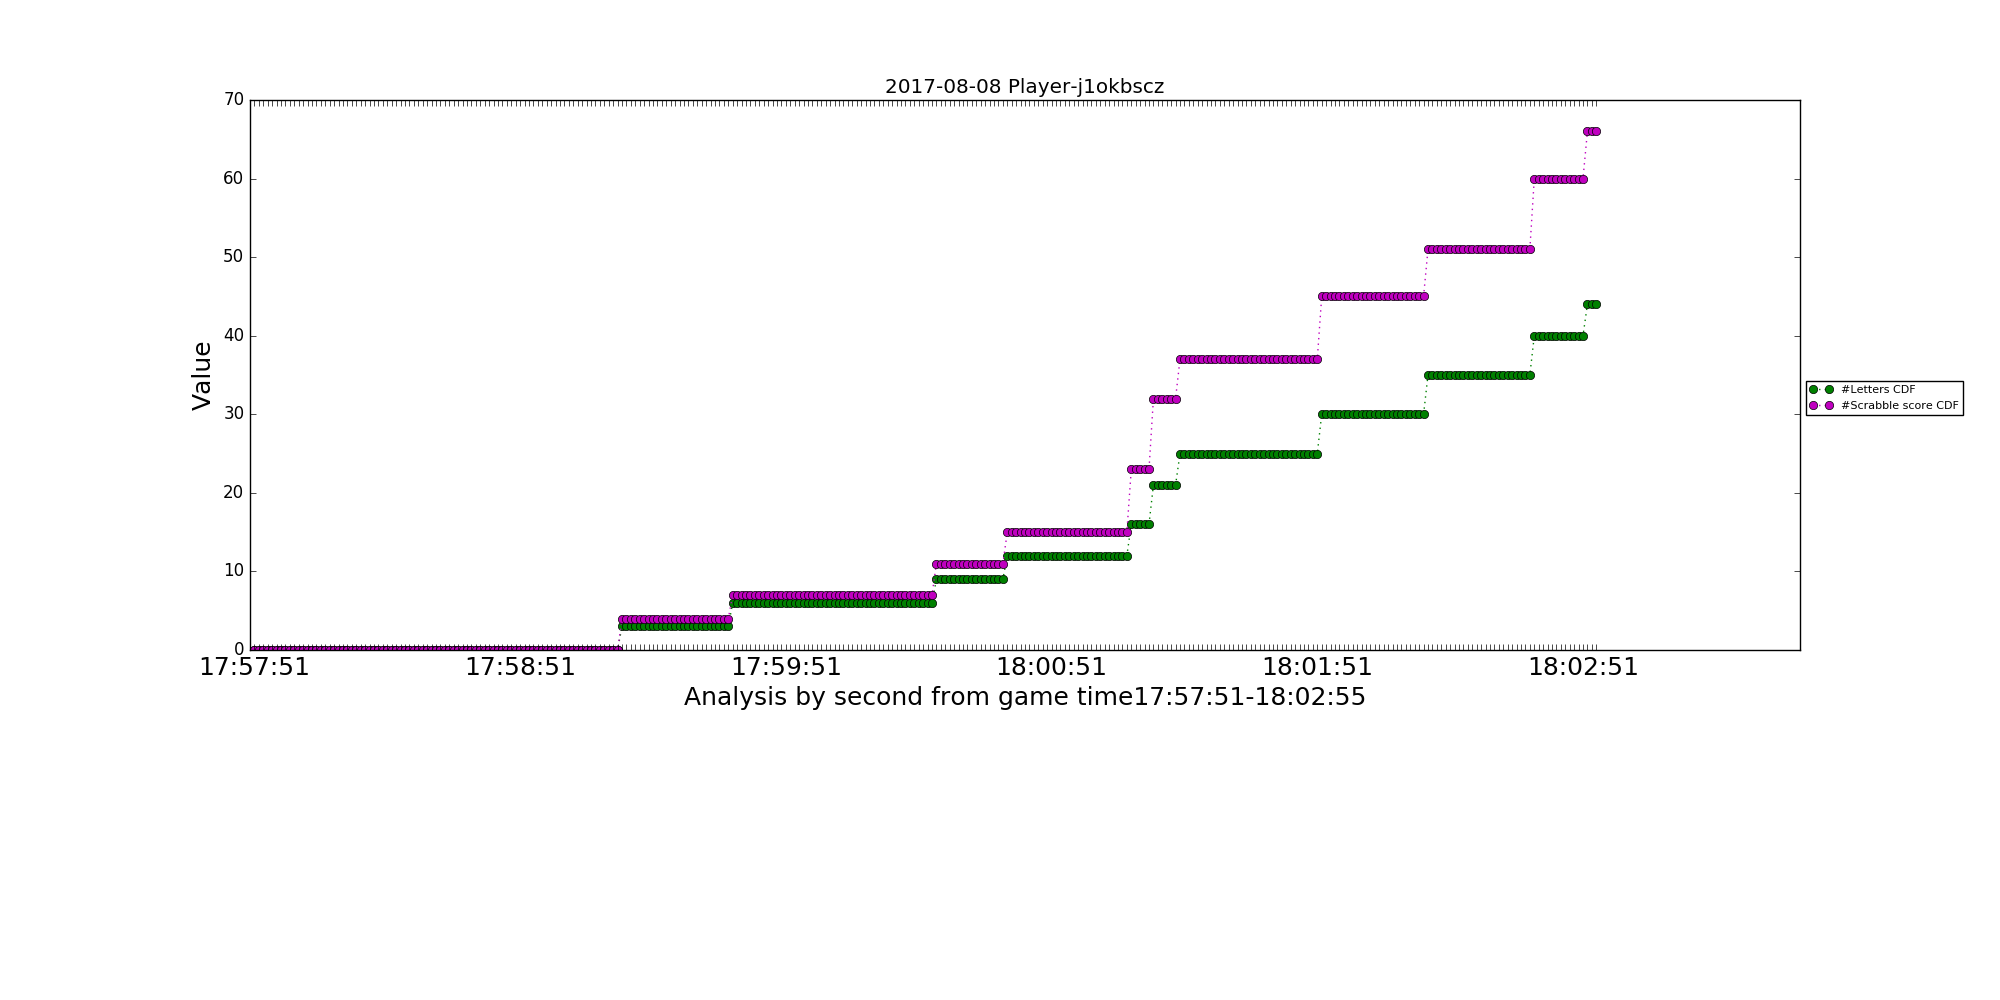 2017-08-08 Player-j1okbscz
70
60
50
40
30
20
10
0
Value
17:57:51 17:58:51 17:59:51 18:00:51 18:01:51 18:02:51
Analysis by second from game time17:57:51-18:02:55
#Letters CDF
#Scrabble score CDF